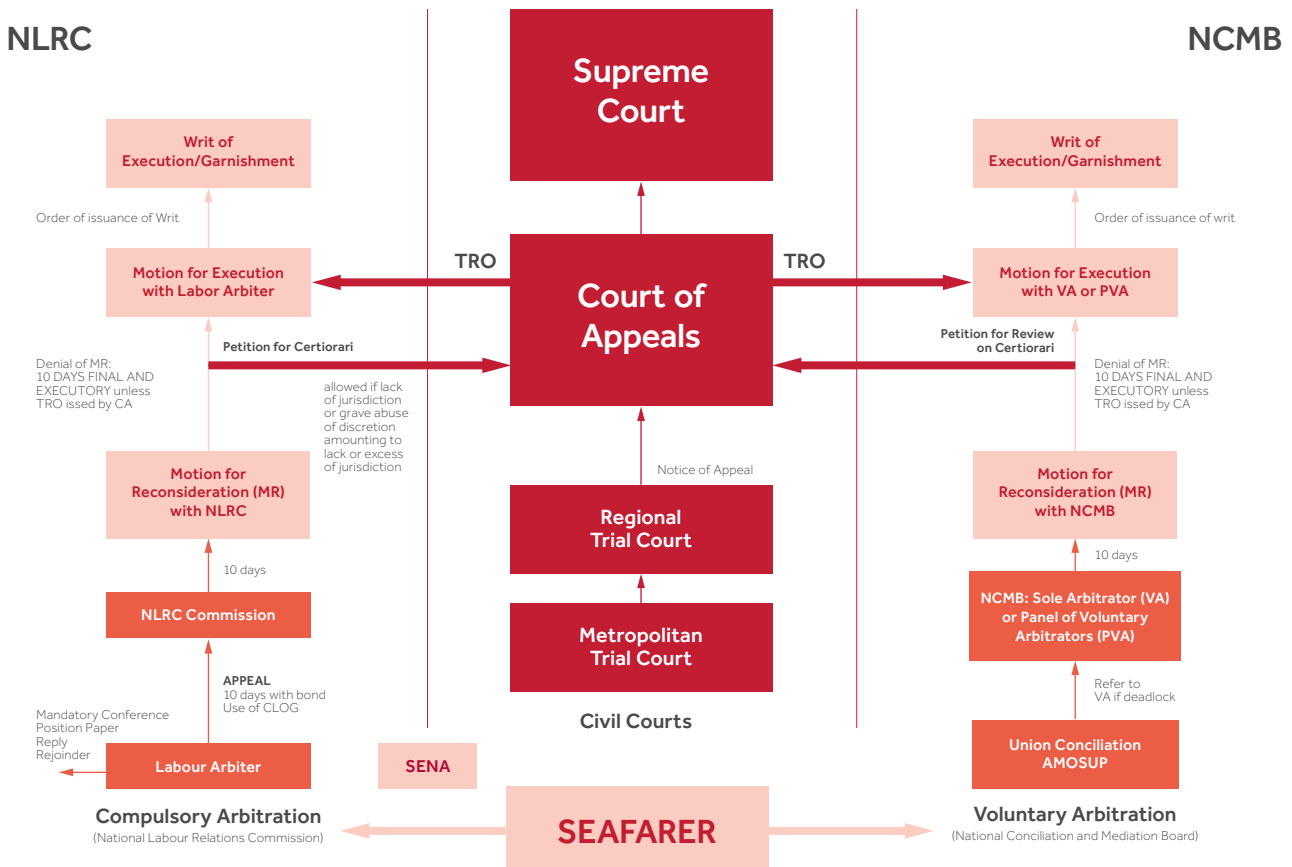 NLRC
NCMB
Supreme
Court
Writ of
Execution/Garnishment
Order of issuance of Writ
Motion for Execution
with Labor Arbiter
Denial of MR:
10 DAYS FINAL AND
EXECUTORY unless
TRO issed by CA
Petition for Certiorari
allowed if lack
of jurisdiction
or grave abuse
of discretion
amounting to
lack or excess
of jurisdiction
Motion for
Reconsideration (MR)
with NLRC
10 days
NLRC Commission
APPEAL
10 days with bond
Use of CLOG
Mandatory Conference
Position Paper
Reply
Rejoinder
Labour Arbiter
Compulsory Arbitration
(National Labour Relations Commission)
TRO
Court of
Appeals
TRO
Notice of Appeal
Regional
Trial Court
Metropolitan
Trial Court
Civil Courts
SENA
SEAFARER
Writ of
Execution/Garnishment
Order of issuance of writ
Motion for Execution
with VA or PVA
Petition for Review
on Certiorari
Denial of MR:
10 DAYS FINAL AND
EXECUTORY unless
TRO issed by CA
Motion for
Reconsideration (MR)
with NCMB
10 days
NCMB: Sole Arbitrator (VA)
or Panel of Voluntary
Arbitrators (PVA)
Refer to
VA if deadlock
Union Conciliation
AMOSUP
Voluntary Arbitration
(National Conciliation and Mediation Board)